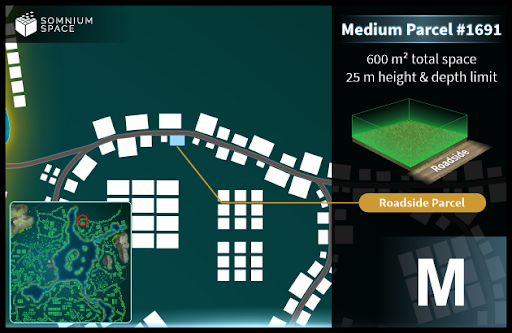 SOMNIUM
SPACE
Medium Parcel #1691
600 m² total space
25 m height & depth limit
Roadside
Roadside Parcel
M